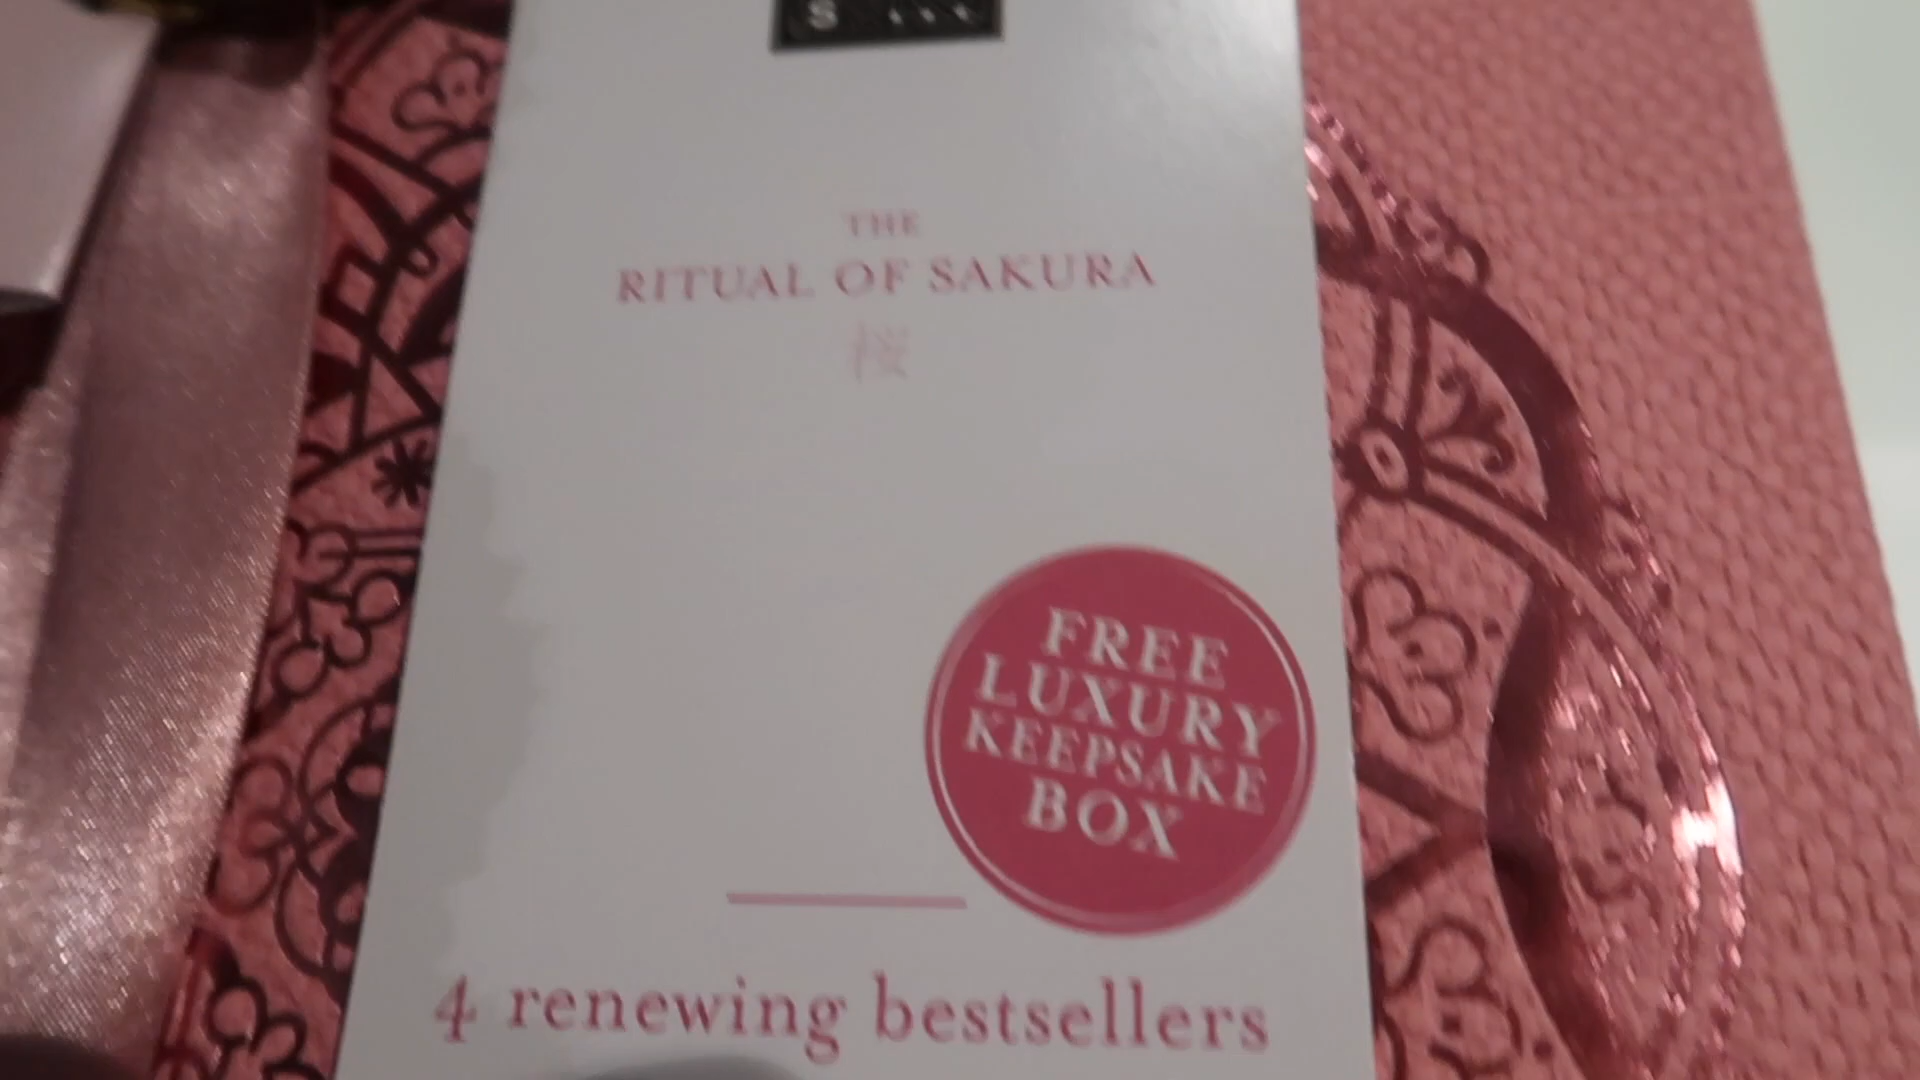 THE
RITUAL OF SAKURA
桜
FREE
LUXURY
KEEPSAKE
BOX
4 renewing bestsellers